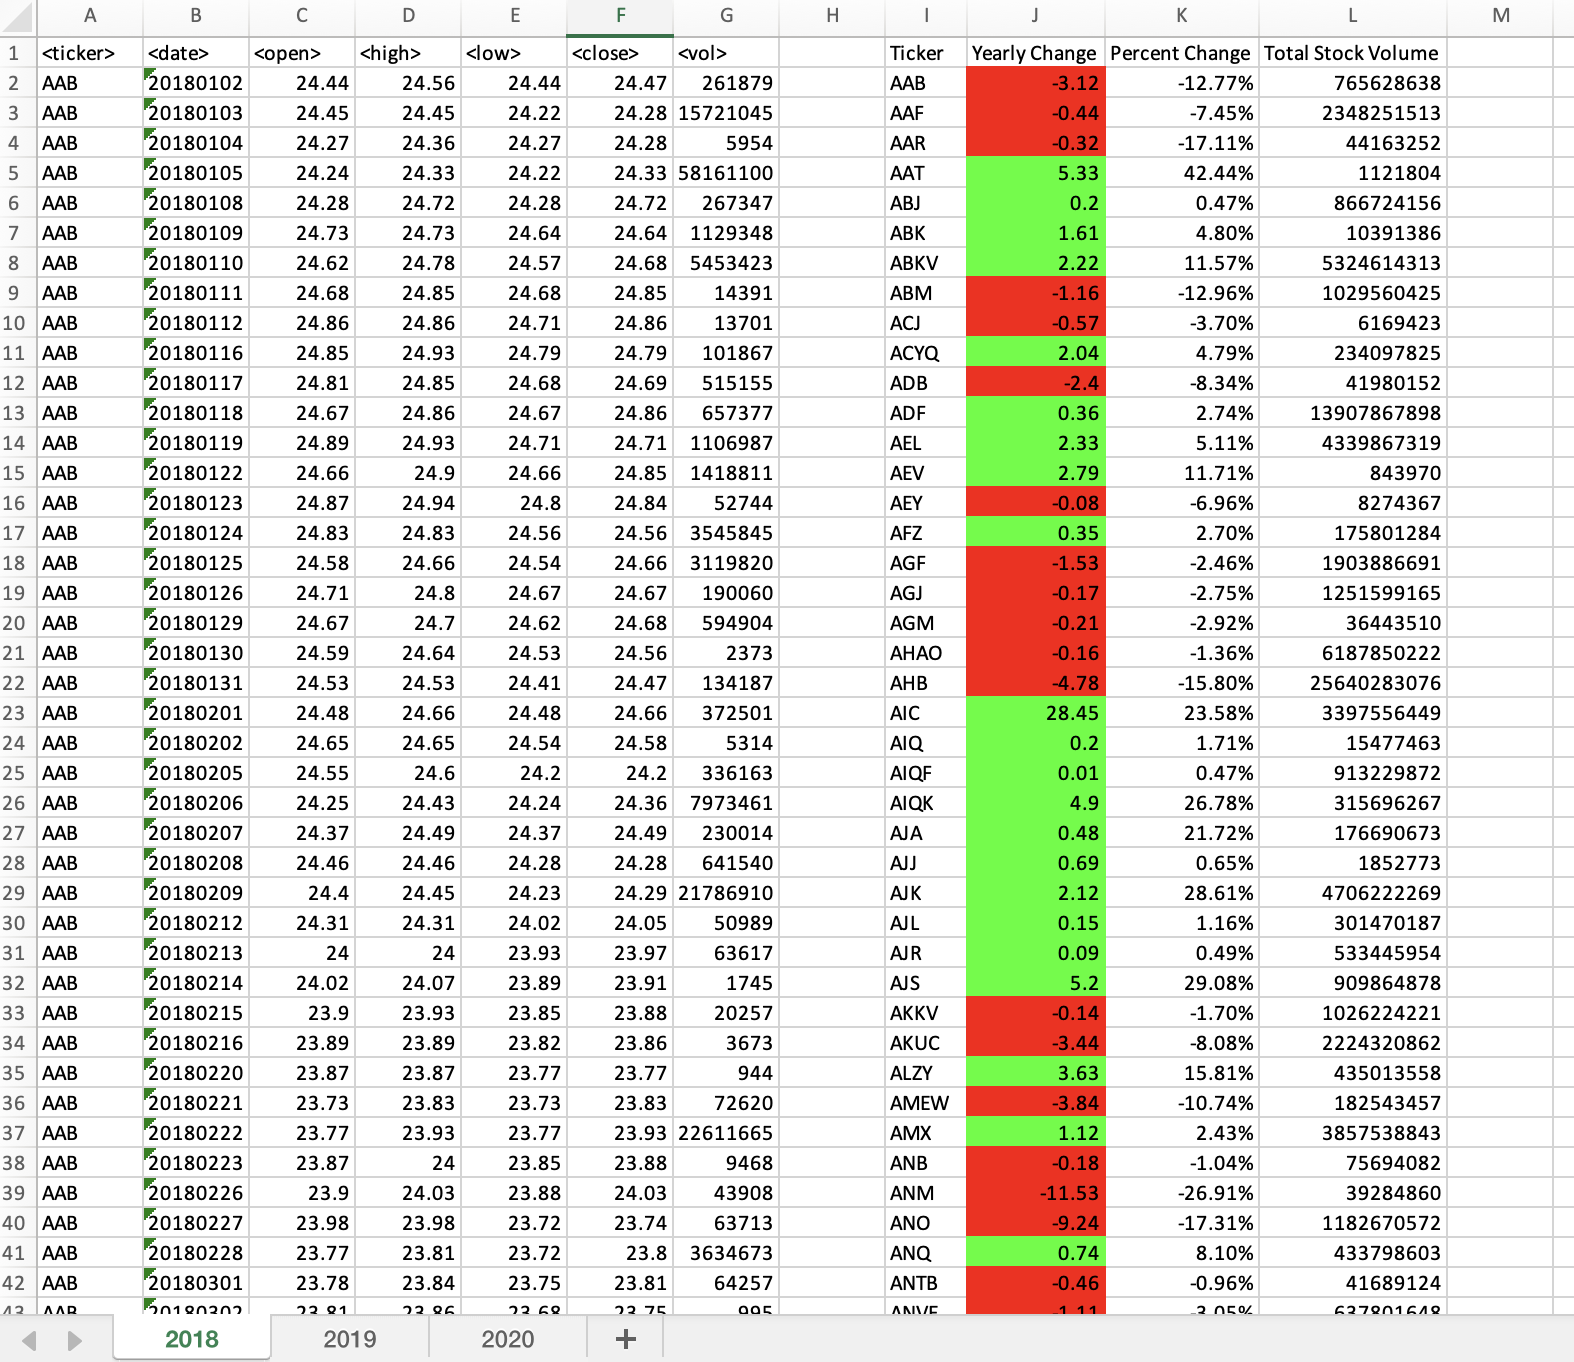 A B C D E F G H I J K L M
1 <ticker> <date> <open> <high> <low> <close> <vol> Ticker Yearly Change Percent Change Total Stock Volume
2 AAB 20180102 24.44 24.56 24.44 24.47 261879 AAB -3.12 -12.77% 765628638
3 AAB 20180103 24.45 24.45 24.22 24.28 15721045 AAF -0.44 -7.45% 2348251513
4 AAB 20180104 24.27 24.36 24.27 24.28 5954 AAR -0.32 -17.11% 44163252
5 AAB 20180105 24.24 24.33 24.22 24.33 58161100 AAT 5.33 42.44% 1121804
6 AAB 20180108 24.28 24.72 24.28 24.72 267347 ABJ 0.2 0.47% 866724156
7 AAB 20180109 24.73 24.73 24.64 24.64 1129348 ABK 1.61 4.80% 10391386
8 AAB 20180110 24.62 24.78 24.57 24.68 5453423 ABKV 2.22 11.57% 5324614313
9 AAB 20180111 24.68 24.85 24.68 24.85 14391 ABM -1.16 -12.96% 1029560425
10 AAB 20180112 24.86 24.86 24.71 24.86 13701 ACJ -0.57 -3.70% 6169423
11 AAB 20180116 24.85 24.93 24.79 24.79 101867 ACYQ 2.04 4.79% 234097825
12 AAB 20180117 24.81 24.85 24.68 24.69 515155 ADB -2.4 -8.34% 41980152
13 AAB 20180118 24.67 24.86 24.67 24.86 657377 ADF 0.36 2.74% 13907867898
14 AAB 20180119 24.89 24.93 24.71 24.71 1106987 AEL 2.33 5.11% 4339867319
15 AAB 20180122 24.66 24.9 24.66 24.85 1418811 AEV 2.79 11.71% 843970
16 AAB 20180123 24.87 24.94 24.8 24.84 52744 AEY -0.08 -6.96% 8274367
17 AAB 20180124 24.83 24.83 24.56 24.56 3545845 AFZ 0.35 2.70% 175801284
18 AAB 20180125 24.58 24.66 24.54 24.66 3119820 AGF -1.53 -2.46% 1903886691
19 AAB 20180126 24.71 24.8 24.67 24.67 190060 AGJ -0.17 -2.75% 1251599165
20 AAB 20180129 24.67 24.7 24.62 24.68 594904 AGM -0.21 -2.92% 36443510
21 AAB 20180130 24.59 24.64 24.53 24.56 2373 AHAO -0.16 -1.36% 6187850222
22 AAB 20180131 24.53 24.53 24.41 24.47 134187 AHB -4.78 -15.80% 25640283076
23 AAB 20180201 24.48 24.66 24.48 24.66 372501 AIC 28.45 23.58% 3397556449
24 AAB 20180202 24.65 24.65 24.54 24.58 5314 AIQ 0.2 1.71% 15477463
25 AAB 20180205 24.55 24.6 24.2 24.2 336163 AIQF 0.01 0.47% 913229872
26 AAB 20180206 24.25 24.43 24.24 24.36 7973461 AIQK 4.9 26.78% 315696267
27 AAB 20180207 24.37 24.49 24.37 24.49 230014 AJA 0.48 21.72% 176690673
28 AAB 20180208 24.46 24.46 24.28 24.28 641540 AJJ 0.69 0.65% 1852773
29 AAB 20180209 24.4 24.45 24.23 24.29 21786910 AJK 2.12 28.61% 4706222269
30 AAB 20180212 24.31 24.31 24.02 24.05 50989 AJL 0.15 1.16% 301470187
31 AAB 20180213 24 24 23.93 23.97 63617 AJR 0.09 0.49% 533445954
32 AAB 20180214 24.02 24.07 23.89 23.91 1745 AJS 5.2 29.08% 909864878
33 AAB 20180215 23.9 23.93 23.85 23.88 20257 AKKV -0.14 -1.70% 1026224221
34 AAB 20180216 23.89 23.89 23.82 23.86 3673 AKUC -3.44 -8.08% 2224320862
35 AAB 20180220 23.87 23.87 23.77 23.77 944 ALZY 3.63 15.81% 435013558
36 AAB 20180221 23.73 23.83 23.73 23.83 72620 AMEW -3.84 -10.74% 182543457
37 AAB 20180222 23.77 23.93 23.77 23.93 22611665 AMX 1.12 2.43% 3857538843
38 AAB 20180223 23.87 24 23.85 23.88 9468 ANB -0.18 -1.04% 75694082
39 AAB 20180226 23.9 24.03 23.88 24.03 43908 ANM -11.53 -26.91% 39284860
40 AAB 20180227 23.98 23.98 23.72 23.74 63713 ANO -9.24 -17.31% 1182670572
41 AAB 20180228 23.77 23.81 23.72 23.8 3634673 ANQ 0.74 8.10% 433798603
42 AAB 20180301 23.78 23.84 23.75 23.81 64257 ANTB -0.46 -0.96% 41689124
43 AAB 20180302 23.81 23.86 23.68 23.75 995 -1.11 -3.05% 637801648
2018 2019 2020